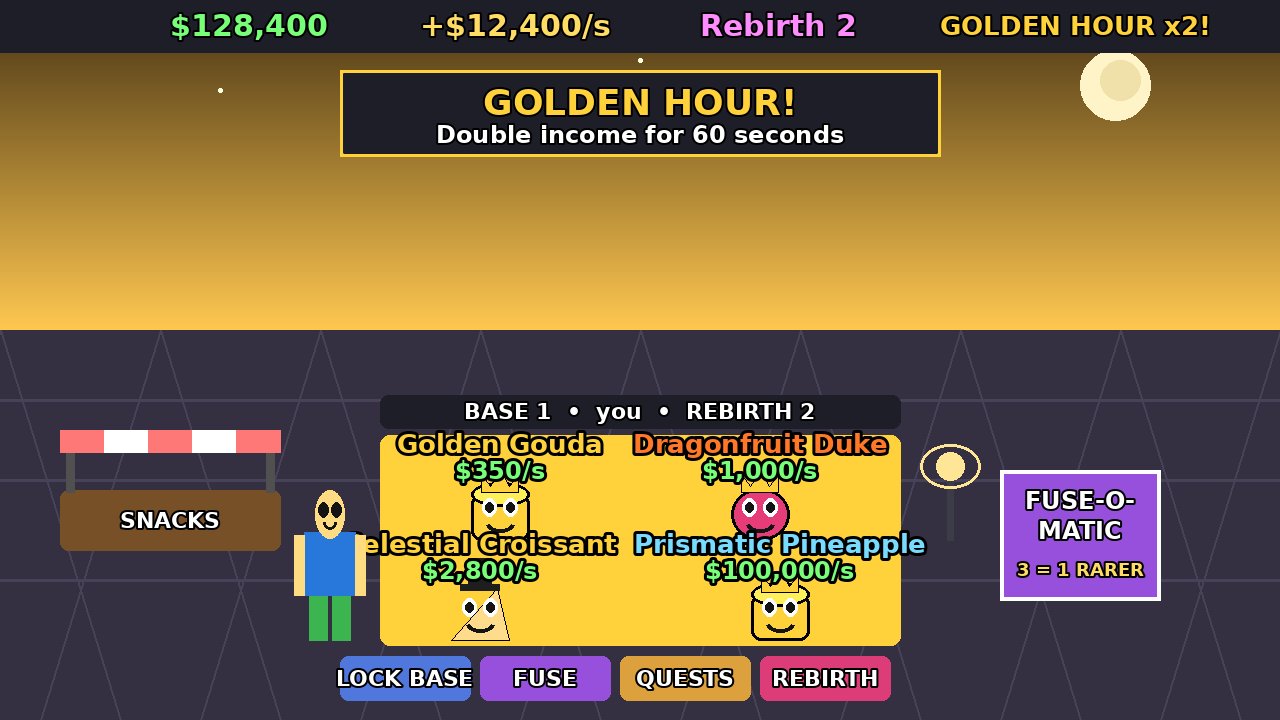 $128,400
+$12,400/s
Rebirth 2
GOLDEN HOUR x2!
GOLDEN HOUR!
Double income for 60 seconds
BASE 1 • you • REBIRTH 2
Golden Gouda
$350/s
Dragonfruit Duke
$1,000/s
elestial Croissant
$2,800/s
Prismatic Pineapple
$100,000/s
SNACKS
FUSE-O-
MATIC
3 = 1 RARER
LOCK BASE
FUSE
QUESTS
REBIRTH